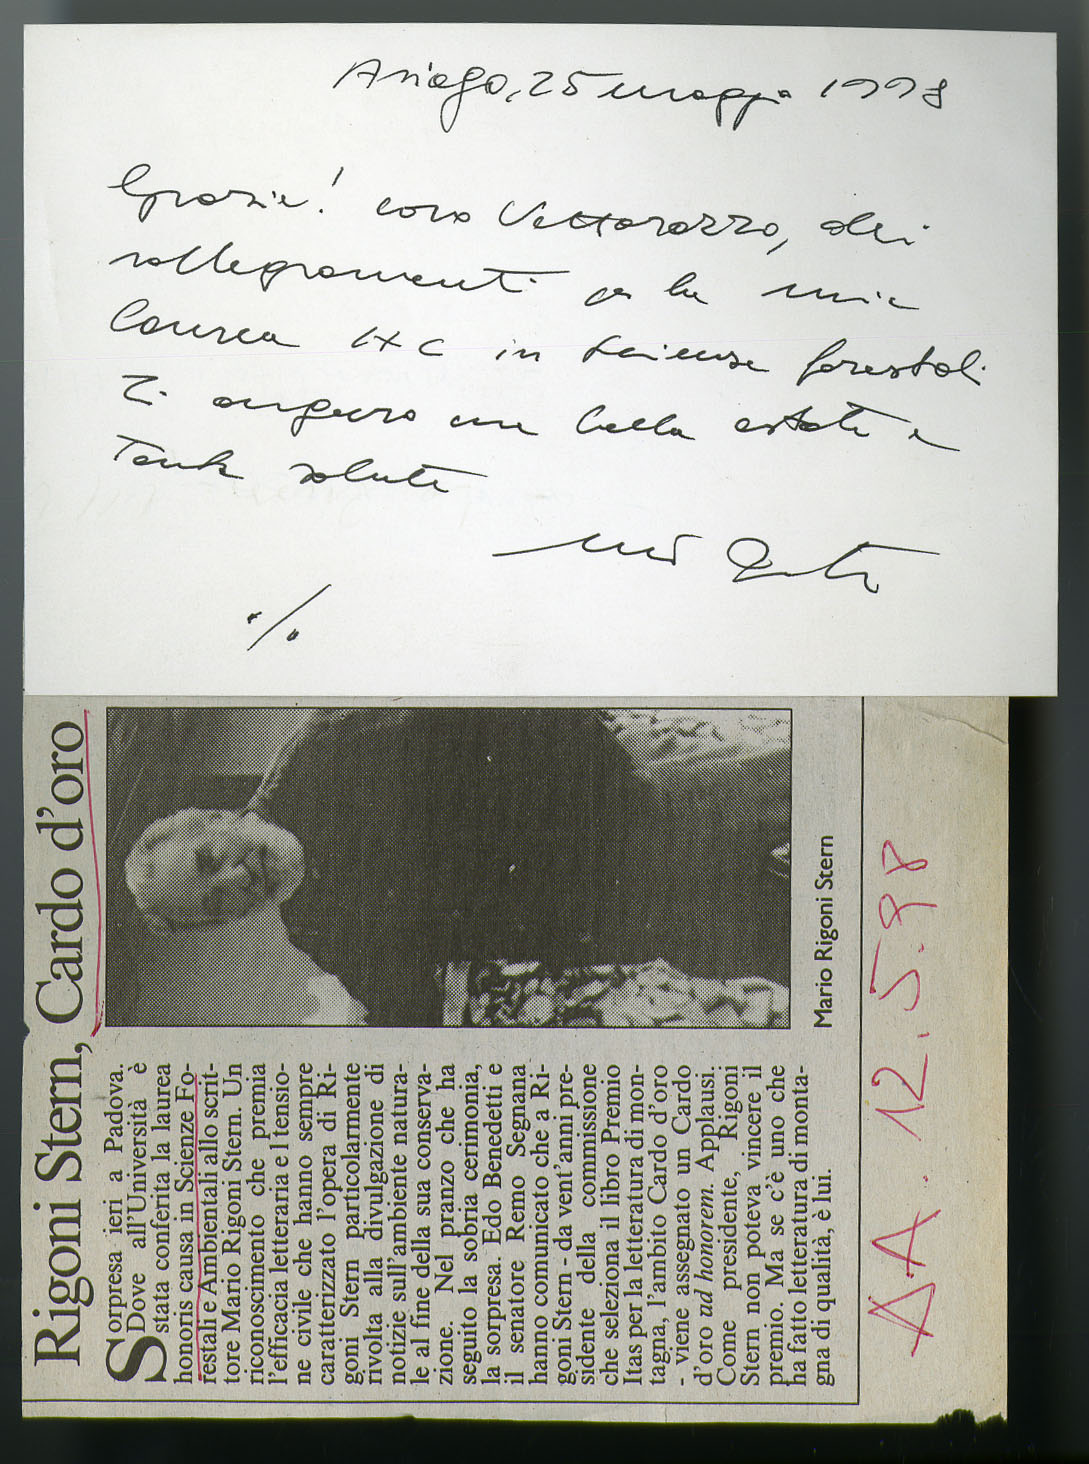 Asiago, 25 maggio 1998
Grazie! caro Vettorazzo, dei
rallegramenti per la mia
laurea H C in scienze forestali
Ti auguro una bella estate e
tanta salute
./.
Rigoni Stern, Cardo d'oro
Sorpresa ieri a Padova.
Dove all'Università è
stata conferita la laurea
honoris causa in Scienze Fo-
restali e Ambientali allo scrit-
tore Mario Rigoni Stern. Un
riconoscimento che premia
l'efficacia letteraria e l tensio-
ne civile che hanno sempre
caratterizzato l'opera di Ri-
goni Stern particolarmente
rivolta alla divulgazione di
notizie sull'ambiente natura-
le al fine della sua conserva-
zione. Nel pranzo che ha
seguito la sobria cerimonia,
la sorpresa. Edo Benedetti e
il senatore Remo Segnana
hanno comunicato che a Ri-
goni Stern - da vent'anni pre-
sidente della commissione
che seleziona il libro Premio
Itas per la letteratura di mon-
tagna, l'ambito Cardo d'oro
- viene assegnato un Cardo
d'oro ad honorem. Applausi.
Come presidente, Rigoni
Stern non poteva vincere il
premio. Ma se c'è uno che
ha fatto letteratura di monta-
gna di qualità, è lui.
Mario Rigoni Stern
AA. 12.5.98